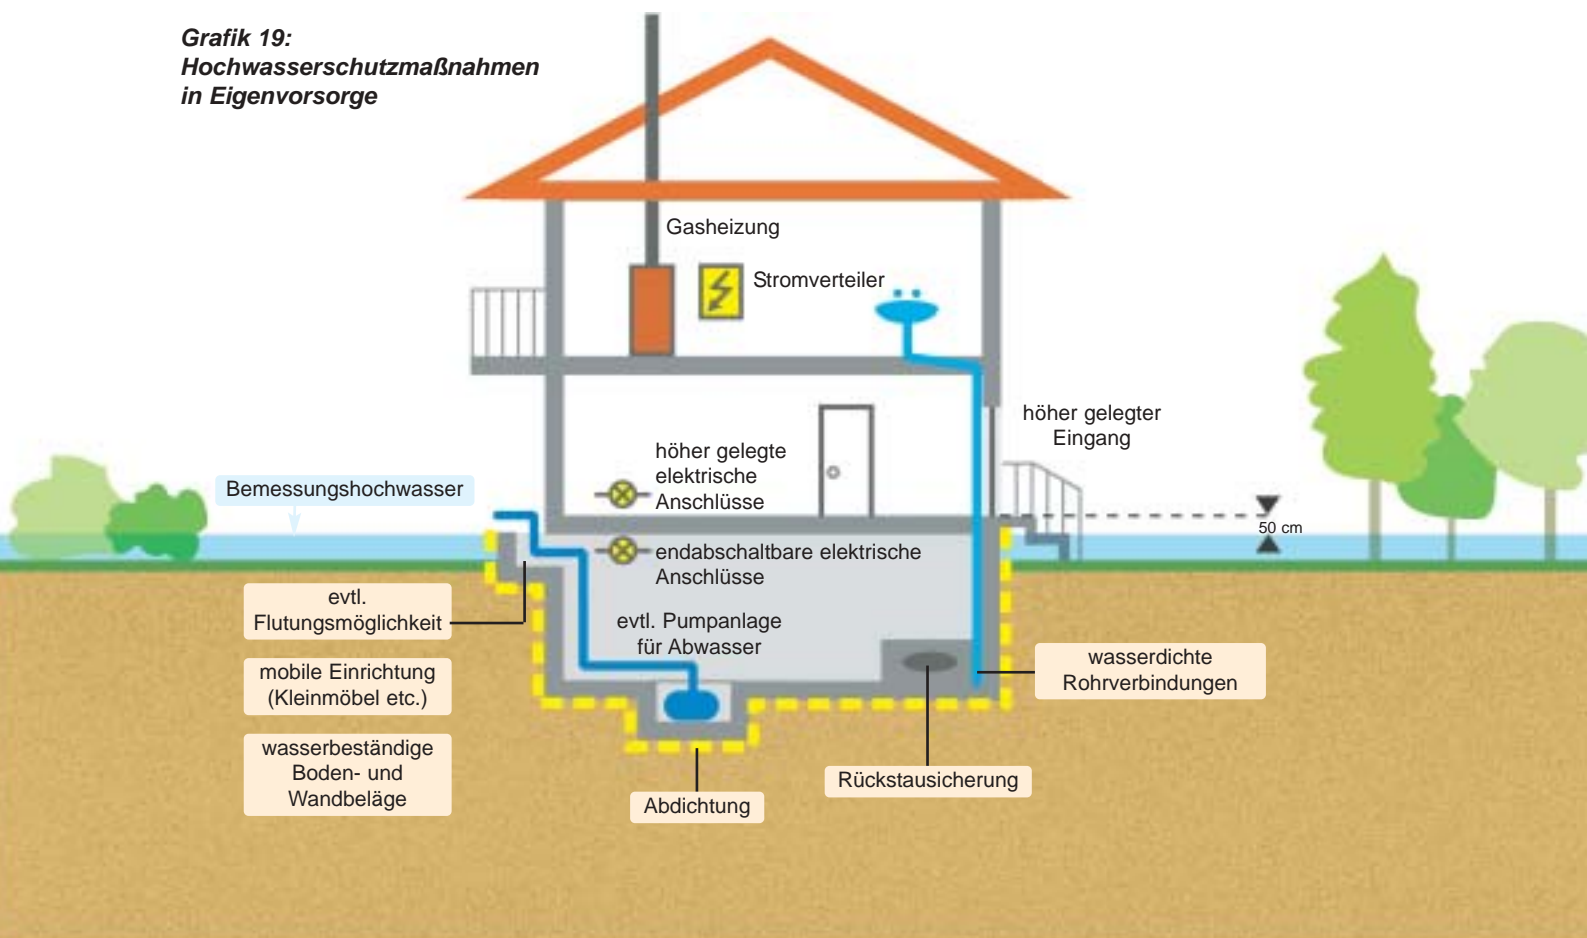 Grafik 19:
Hochwasserschutzmaßnahmen
in Eigenvorsorge
Gasheizung
Stromverteiler
höher gelegter
Eingang
höher gelegte
elektrische
Anschlüsse
Bemessungshochwasser
50 cm
endabschaltbare elektrische
Anschlüsse
evtl.
Flutungsmöglichkeit
evtl. Pumpanlage
für Abwasser
mobile Einrichtung
(Kleinmöbel etc.)
wasserdichte
Rohrverbindungen
wasserbeständige
Boden- und
Wandbeläge
Rückstausicherung
Abdichtung